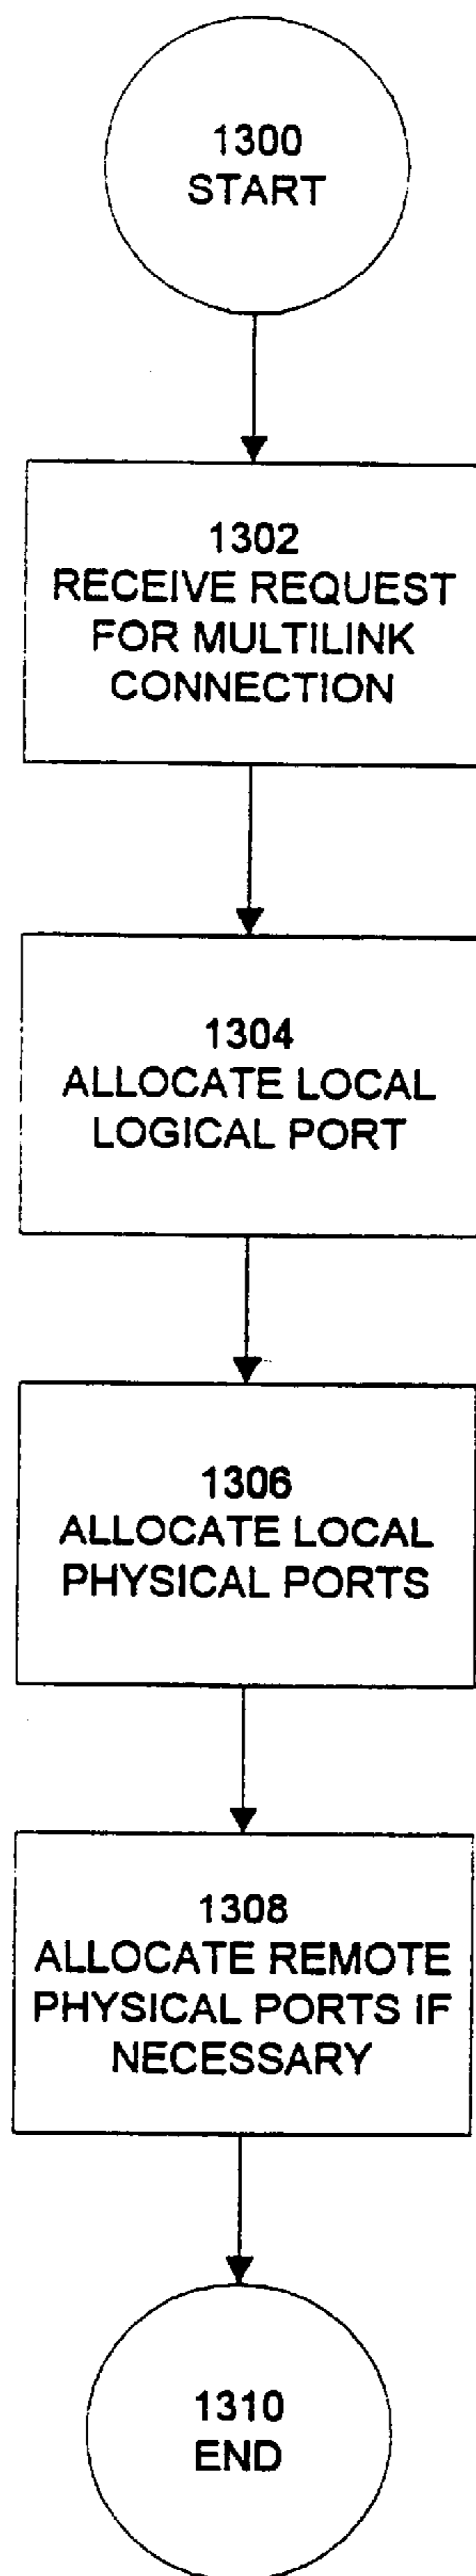 1300
START
1302
RECEIVE REQUEST
FOR MULTILINK
CONNECTION
1304
ALLOCATE LOCAL
LOGICAL PORT
1306
ALLOCATE LOCAL
PHYSICAL PORTS
1308
ALLOCATE REMOTE
PHYSICAL PORTS IF
NECESSARY
1310
END